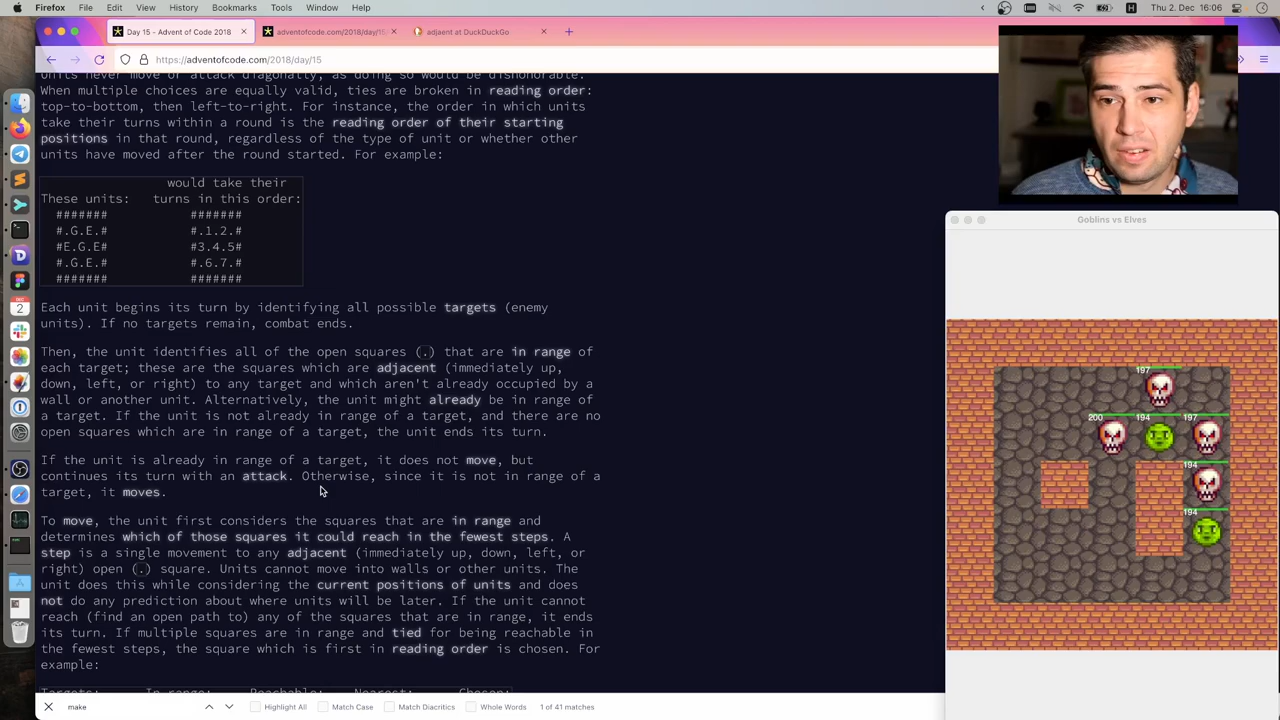 Firefox File Edit View History Bookmarks Tools Window Help
Thu 2. Dec 16:06
Day 15 - Advent of Code 2018
adventofcode.com/2018/day/15
adjaent at DuckDuckGo
https://adventofcode.com/2018/day/15
units never move or attack diagonally, as doing so would be dishonorable.
When multiple choices are equally valid, ties are broken in reading order:
top-to-bottom, then left-to-right. For instance, the order in which units
take their turns within a round is the reading order of their starting
positions in that round, regardless of the type of unit or whether other
units have moved after the round started. For example:
would take their
These units: turns in this order:
####### #######
#.G.E.# #.1.2.#
#E.G.E# #3.4.5#
#.G.E.# #.6.7.#
####### #######
Each unit begins its turn by identifying all possible targets (enemy
units). If no targets remain, combat ends.
Then, the unit identifies all of the open squares (.) that are in range of
each target; these are the squares which are adjacent (immediately up,
down, left, or right) to any target and which aren't already occupied by a
wall or another unit. Alternatively, the unit might already be in range of
a target. If the unit is not already in range of a target, and there are no
open squares which are in range of a target, the unit ends its turn.
If the unit is already in range of a target, it does not move, but
continues its turn with an attack. Otherwise, since it is not in range of a
target, it moves.
To move, the unit first considers the squares that are in range and
determines which of those squares it could reach in the fewest steps. A
step is a single movement to any adjacent (immediately up, down, left, or
right) open (.) square. Units cannot move into walls or other units. The
unit does this while considering the current positions of units and does
not do any prediction about where units will be later. If the unit cannot
reach (find an open path to) any of the squares that are in range, it ends
its turn. If multiple squares are in range and tied for being reachable in
the fewest steps, the square which is first in reading order is chosen. For
example:
Targets: In range: Reachable: Nearest: Chosen:
make
Highlight All
Match Case
Match Diacritics
Whole Words
1 of 41 matches
Goblins vs Elves
197
200 194 197
194
194
DEC
2